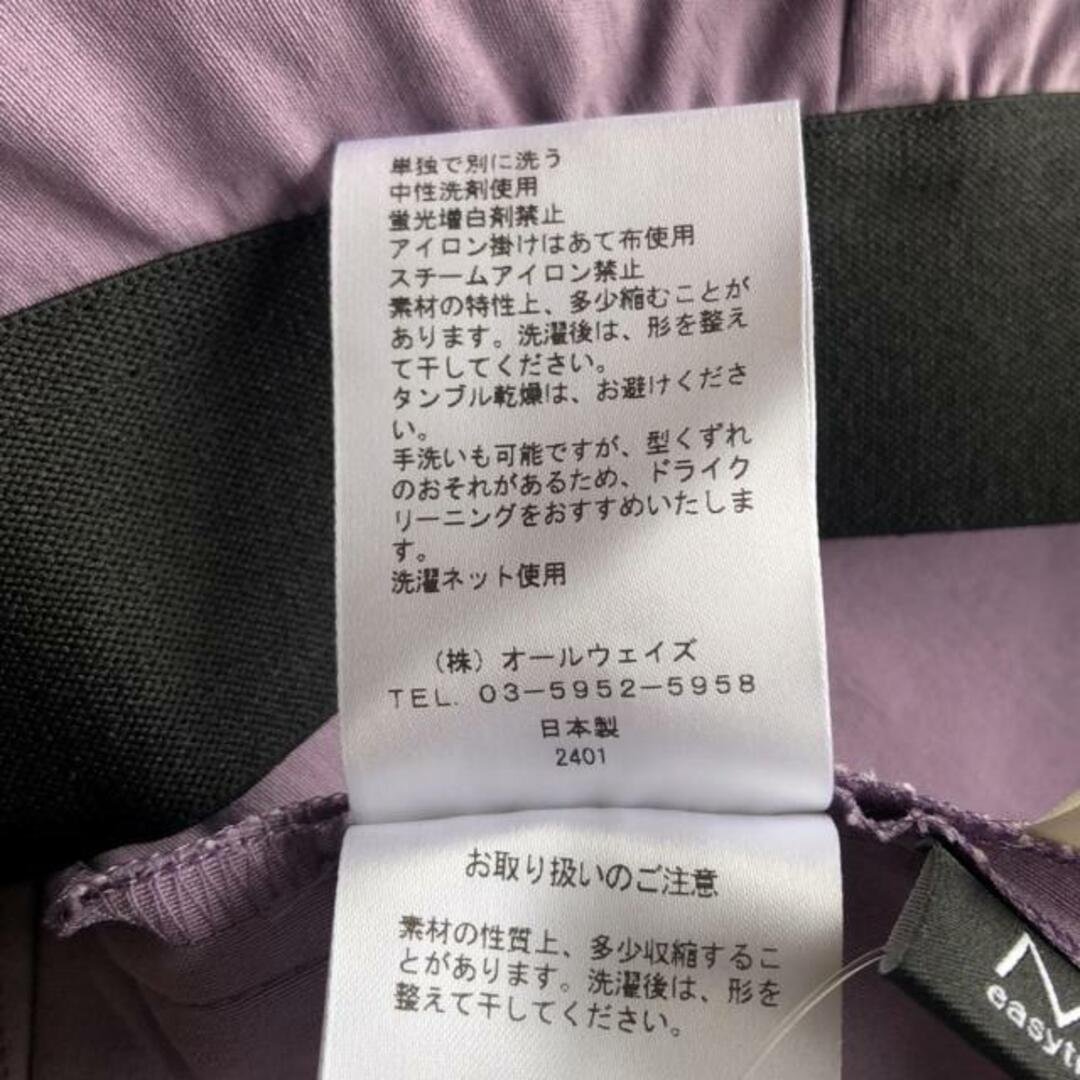 単独で別に洗う
中性洗剤使用
蛍光増白剤禁止
アイロン掛けはあて布使用
スチームアイロン禁止
素材の特性上、多少縮むことが
あります。洗濯後は、形を整え
て干してください。
タンブル乾燥は、お避けくださ
い。
手洗いも可能ですが、型くずれ
のおそれがあるため、ドライク
リーニングをおすすめいたしま
す。
洗濯ネット使用
(株)オールウェイズ
TEL. 03-5952-5958
日本製
2401
お取り扱いのご注意
素材の性質上、多少収縮するこ
とがあります。洗濯後は、形を
整えて干してください。